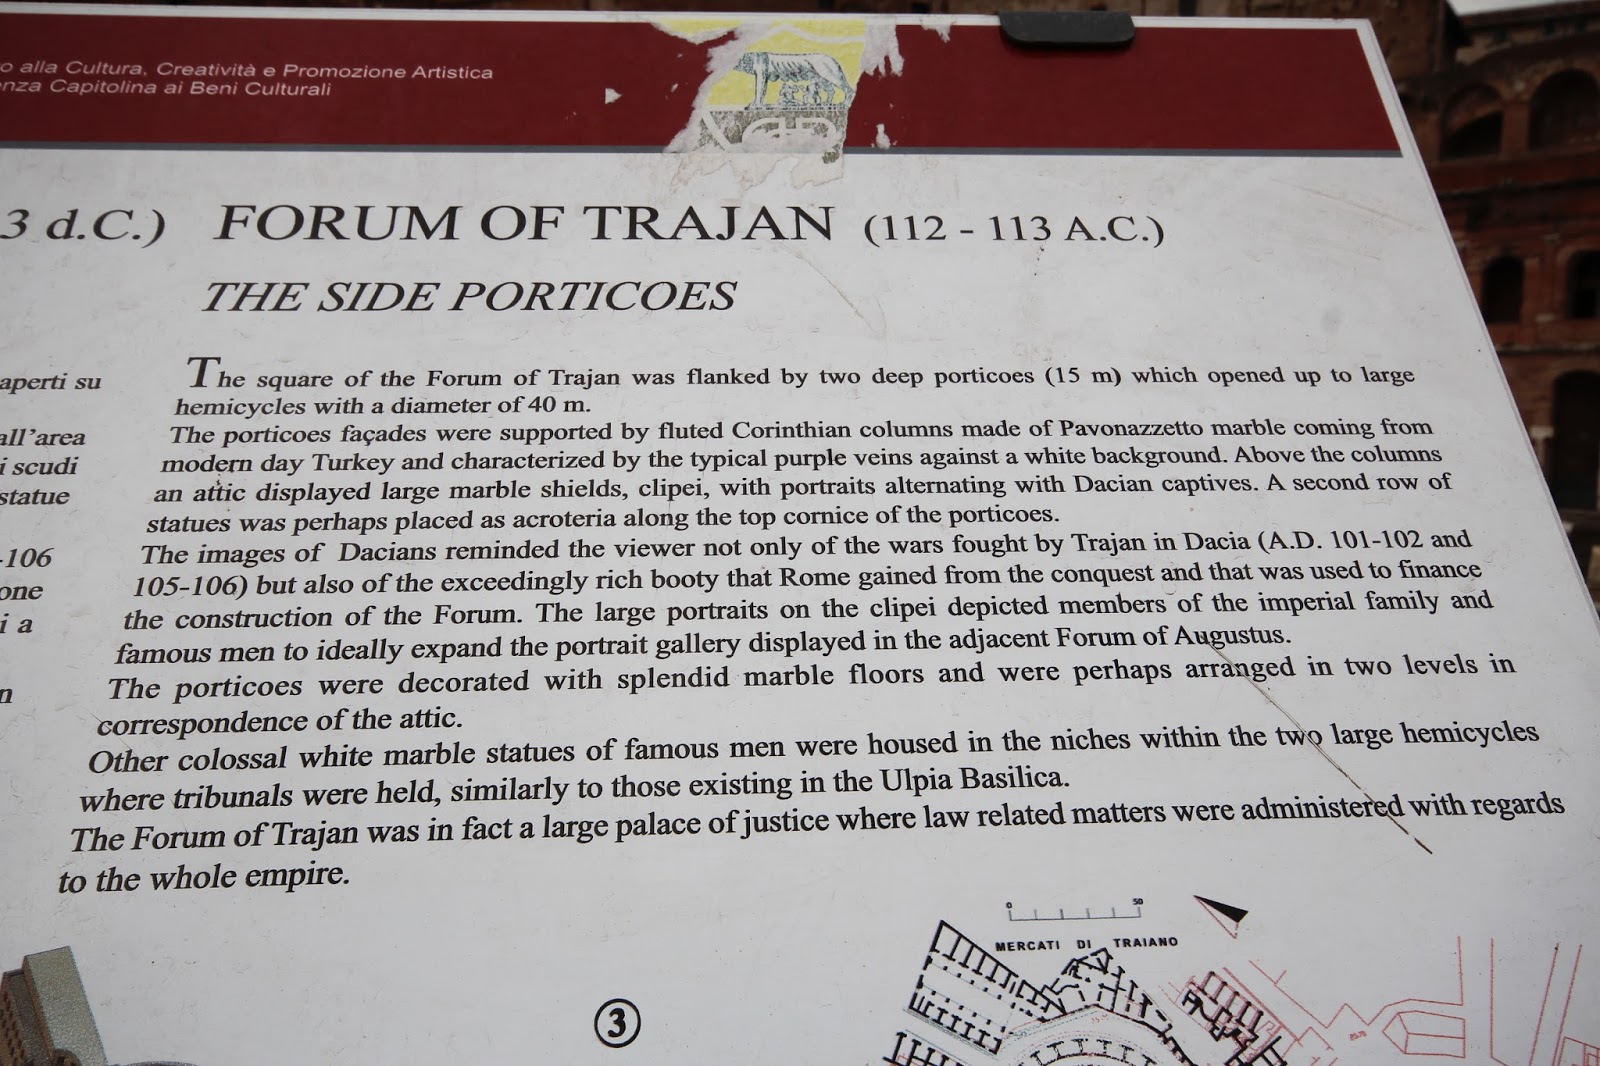 o alla Cultura, Creatività e Promozione Artistica
nza Capitolina ai Beni Culturali
3 d.C.) FORUM OF TRAJAN (112 - 113 A.C.)
THE SIDE PORTICOES
aperti su
all'area
i scudi
statue
-106
one
i a
n
The square of the Forum of Trajan was flanked by two deep porticoes (15 m) which opened up to large
hemicycles with a diameter of 40 m.
The porticoes façades were supported by fluted Corinthian columns made of Pavonazzetto marble coming from
modern day Turkey and characterized by the typical purple veins against a white background. Above the columns
an attic displayed large marble shields, clipei, with portraits alternating with Dacian captives. A second row of
statues was perhaps placed as acroteria along the top cornice of the porticoes.
The images of Dacians reminded the viewer not only of the wars fought by Trajan in Dacia (A.D. 101-102 and
105-106) but also of the exceedingly rich booty that Rome gained from the conquest and that was used to finance
the construction of the Forum. The large portraits on the clipei depicted members of the imperial family and
famous men to ideally expand the portrait gallery displayed in the adjacent Forum of Augustus.
The porticoes were decorated with splendid marble floors and were perhaps arranged in two levels in
correspondence of the attic.
Other colossal white marble statues of famous men were housed in the niches within the two large hemicycles
where tribunals were held, similarly to those existing in the Ulpia Basilica.
The Forum of Trajan was in fact a large palace of justice where law related matters were administered with regards
to the whole empire.
0 50
MERCATI DI TRAIANO
3